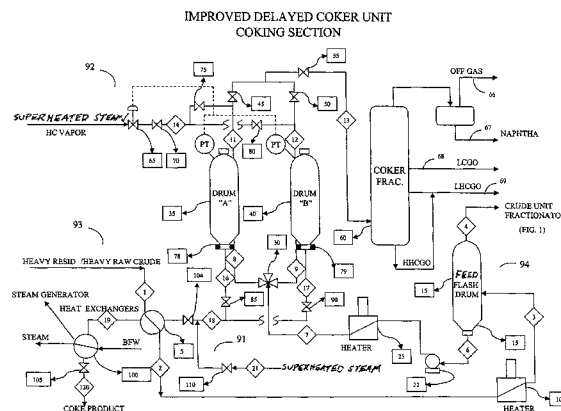 IMPROVED DELAYED COKER UNIT
COKING SECTION
92
75
55
OFF GAS
66
SUPERHEATED STEAM
14
45
50
13
NAPHTHA
67
HC VAPOR
65
70
PT
11
80
PT
12
COKER
FRAC.
LCGO
68
LHCGO
69
DRUM
"A"
DRUM
"B"
35
40
60
CRUDE UNIT
FRACTIONATO
(FIG. 1)
4
93
78
8
30
9
79
HHCGO
94
HEAVY RESID /HEAVY RAW CRUDE
104
16
17
15
FEED
FLASH
DRUM
STEAM GENERATOR
HEAT EXCHANGERS
1
85
90
3
19
18
7
HEATER
15
STEAM
BFW
5
91
25
6
105
100
2
110
21
SUPERHEATED STEAM
22
120
COKE PRODUCT
HEATER
10